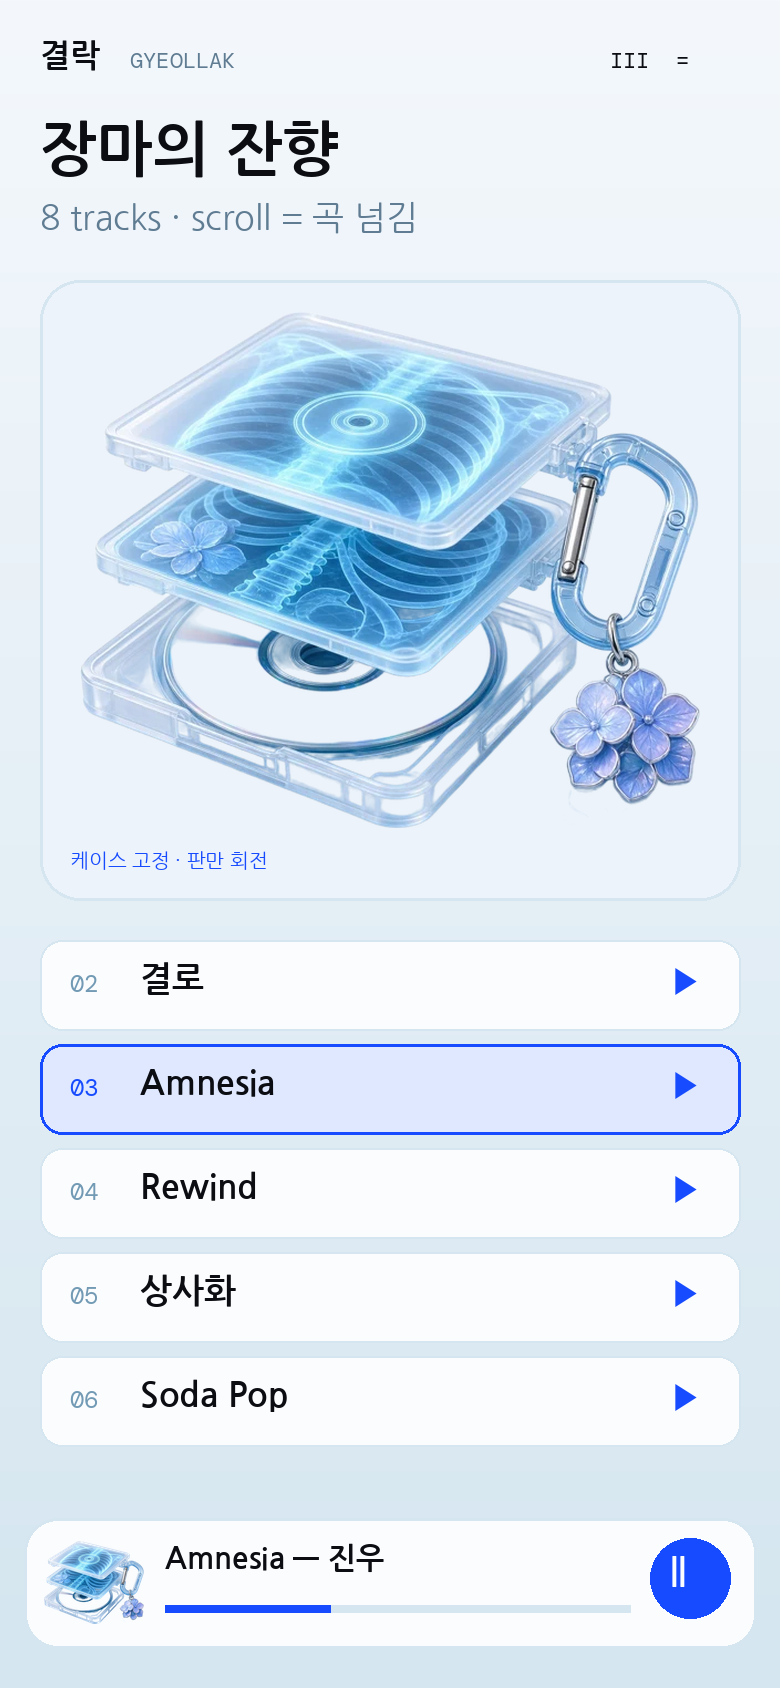 결락 GYEOLLAK III =
장마의 잔향
8 tracks · scroll = 곡 넘김
케이스 고정 · 판만 회전
02 결로
03 Amnesia
04 Rewind
05 상사화
06 Soda Pop
Amnesia — 진우